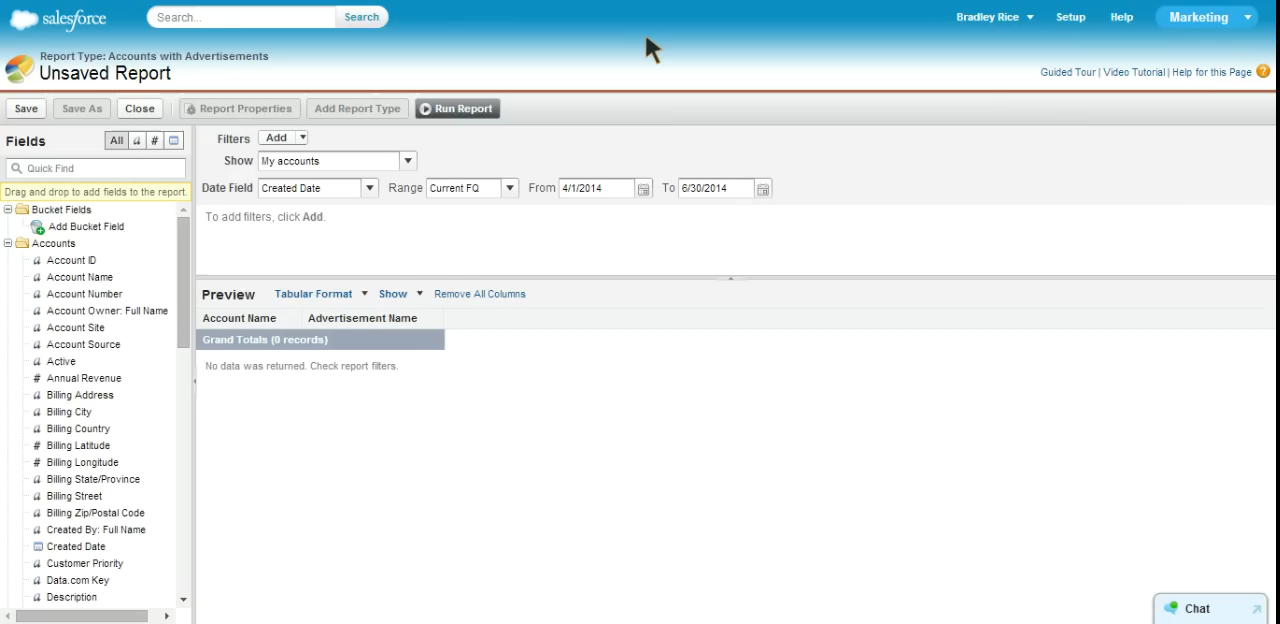 salesforce Search... Search Bradley Rice Setup Help Marketing
Report Type: Accounts with Advertisements
Unsaved Report
Guided Tour | Video Tutorial | Help for this Page ?
Save Save As Close Report Properties Add Report Type Run Report
Fields All a #
Quick Find
Drag and drop to add fields to the report.
Bucket Fields
Add Bucket Field
Accounts
a Account ID
a Account Name
a Account Number
a Account Owner: Full Name
a Account Site
a Account Source
a Active
# Annual Revenue
a Billing Address
a Billing City
a Billing Country
# Billing Latitude
# Billing Longitude
a Billing State/Province
a Billing Street
a Billing Zip/Postal Code
a Created By: Full Name
Created Date
a Customer Priority
a Data.com Key
a Description
Filters Add
Show My accounts
Date Field Created Date Range Current FQ From 4/1/2014 To 6/30/2014
To add filters, click Add.
Preview Tabular Format Show Remove All Columns
Account Name Advertisement Name
Grand Totals (0 records)
No data was returned. Check report filters.
Chat